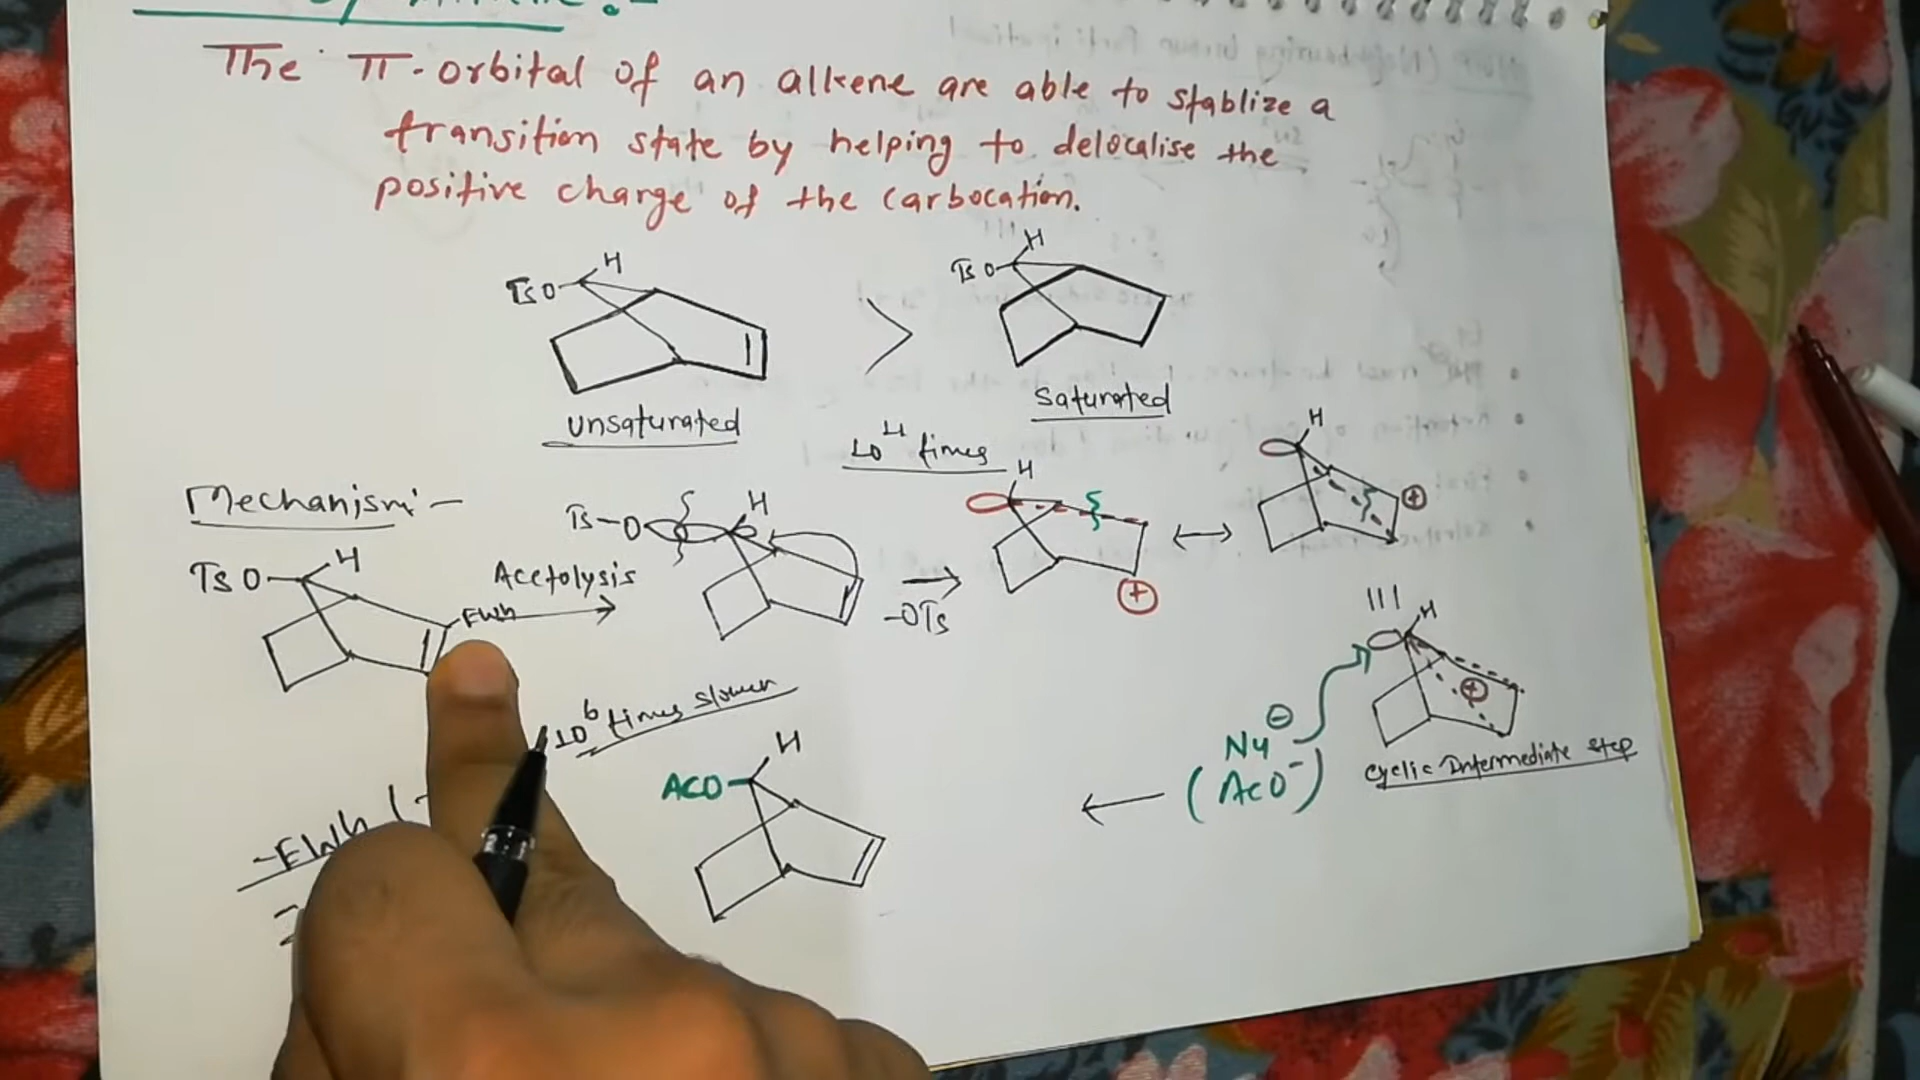 The π-orbital of an alkene are able to stablize a
transition state by helping to delocalise the
positive charge of the carbocation.
H
TsO
H
TsO
>
Unsaturated
Saturated
10⁴ times
Mechanism:-
TsO
H
EWG
Acetolysis
Ts-O
H
-OTs
H
⊕
↔
H
⊕
10⁶ times slower
-EWG (
H
⊕
Cyclic Intermediate Step
Nu⊖
(AcO⁻)
ACO
H